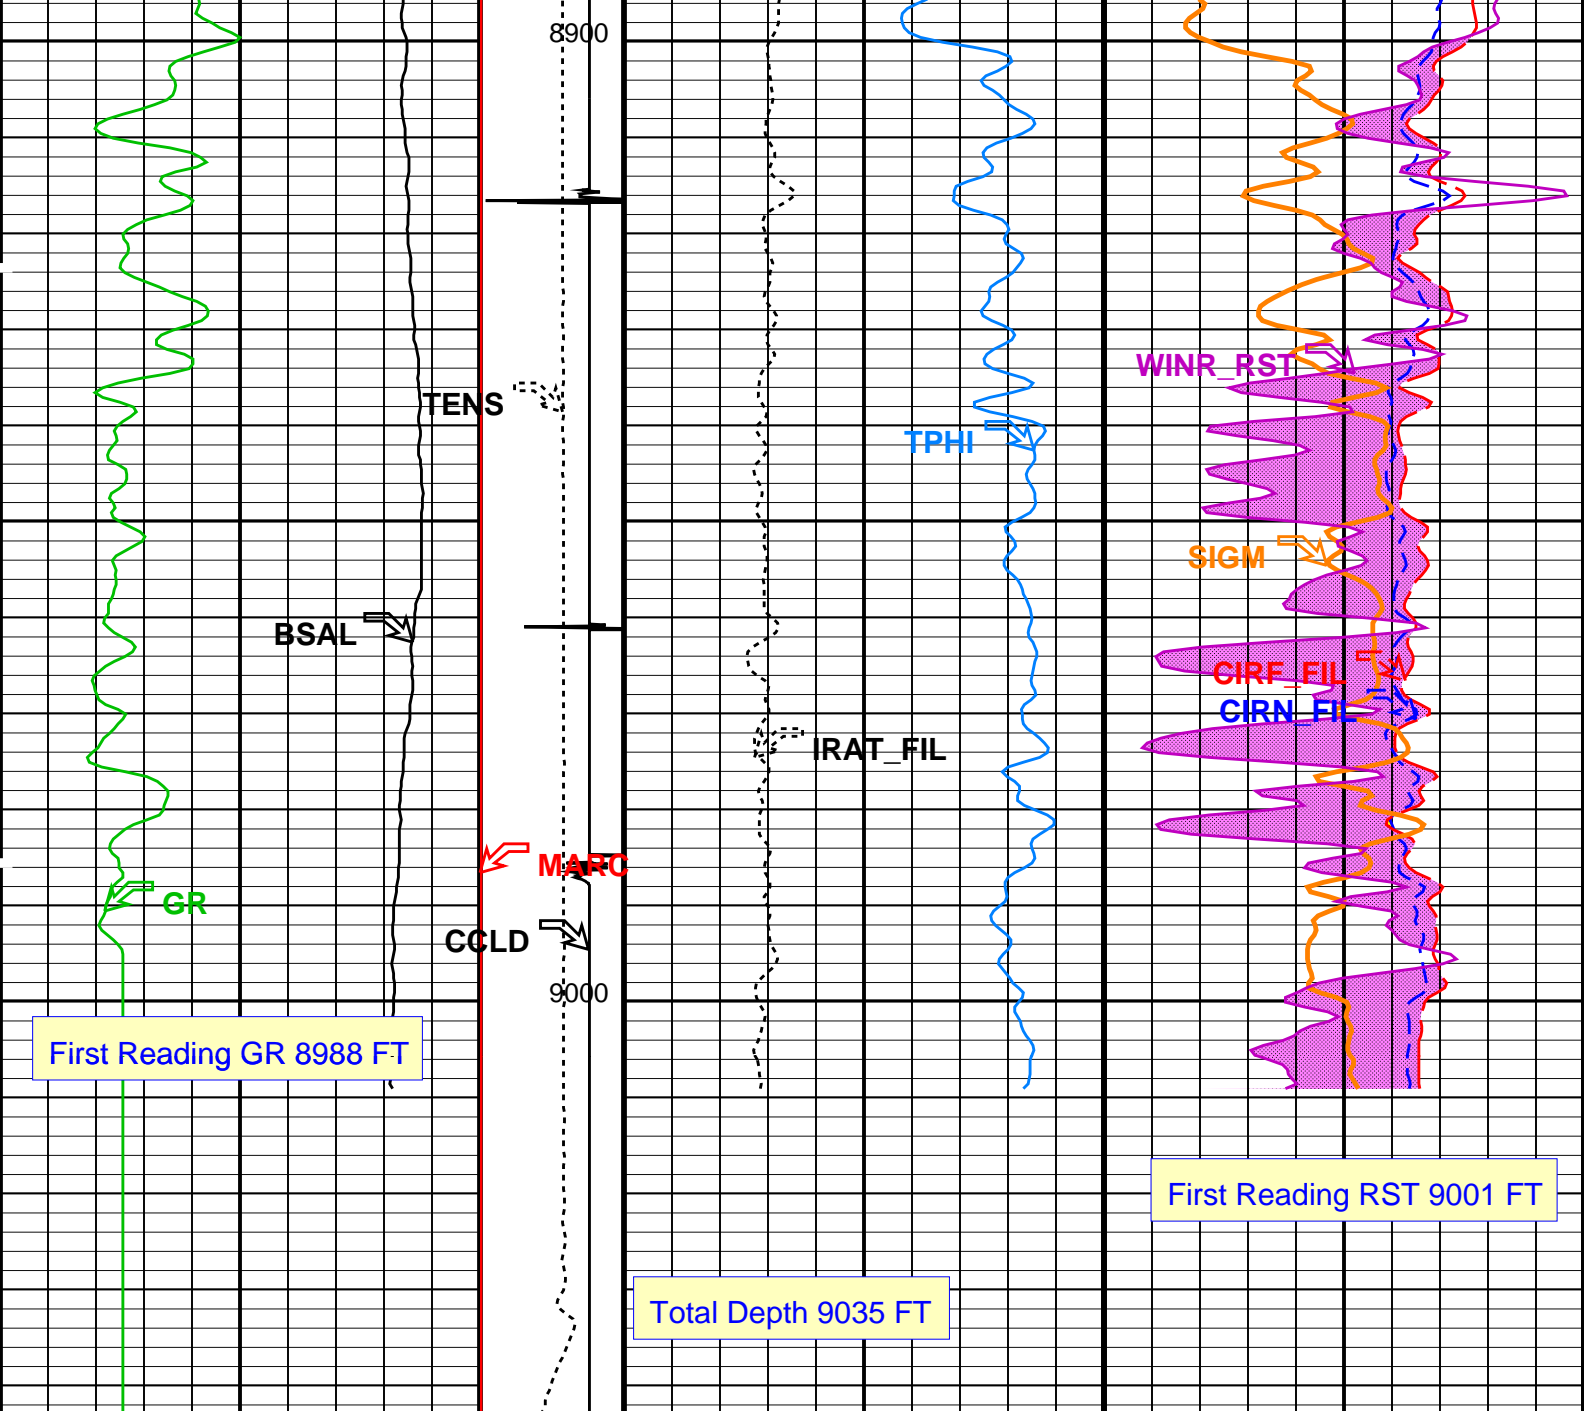 8900
WINR_RST
TENS
TPHI
SIGM
BSAL
CIRF_FIL
CIRN_FIL
IRAT_FIL
MARC
GR
CCLD
9000
First Reading GR 8988 FT
First Reading RST 9001 FT
Total Depth 9035 FT